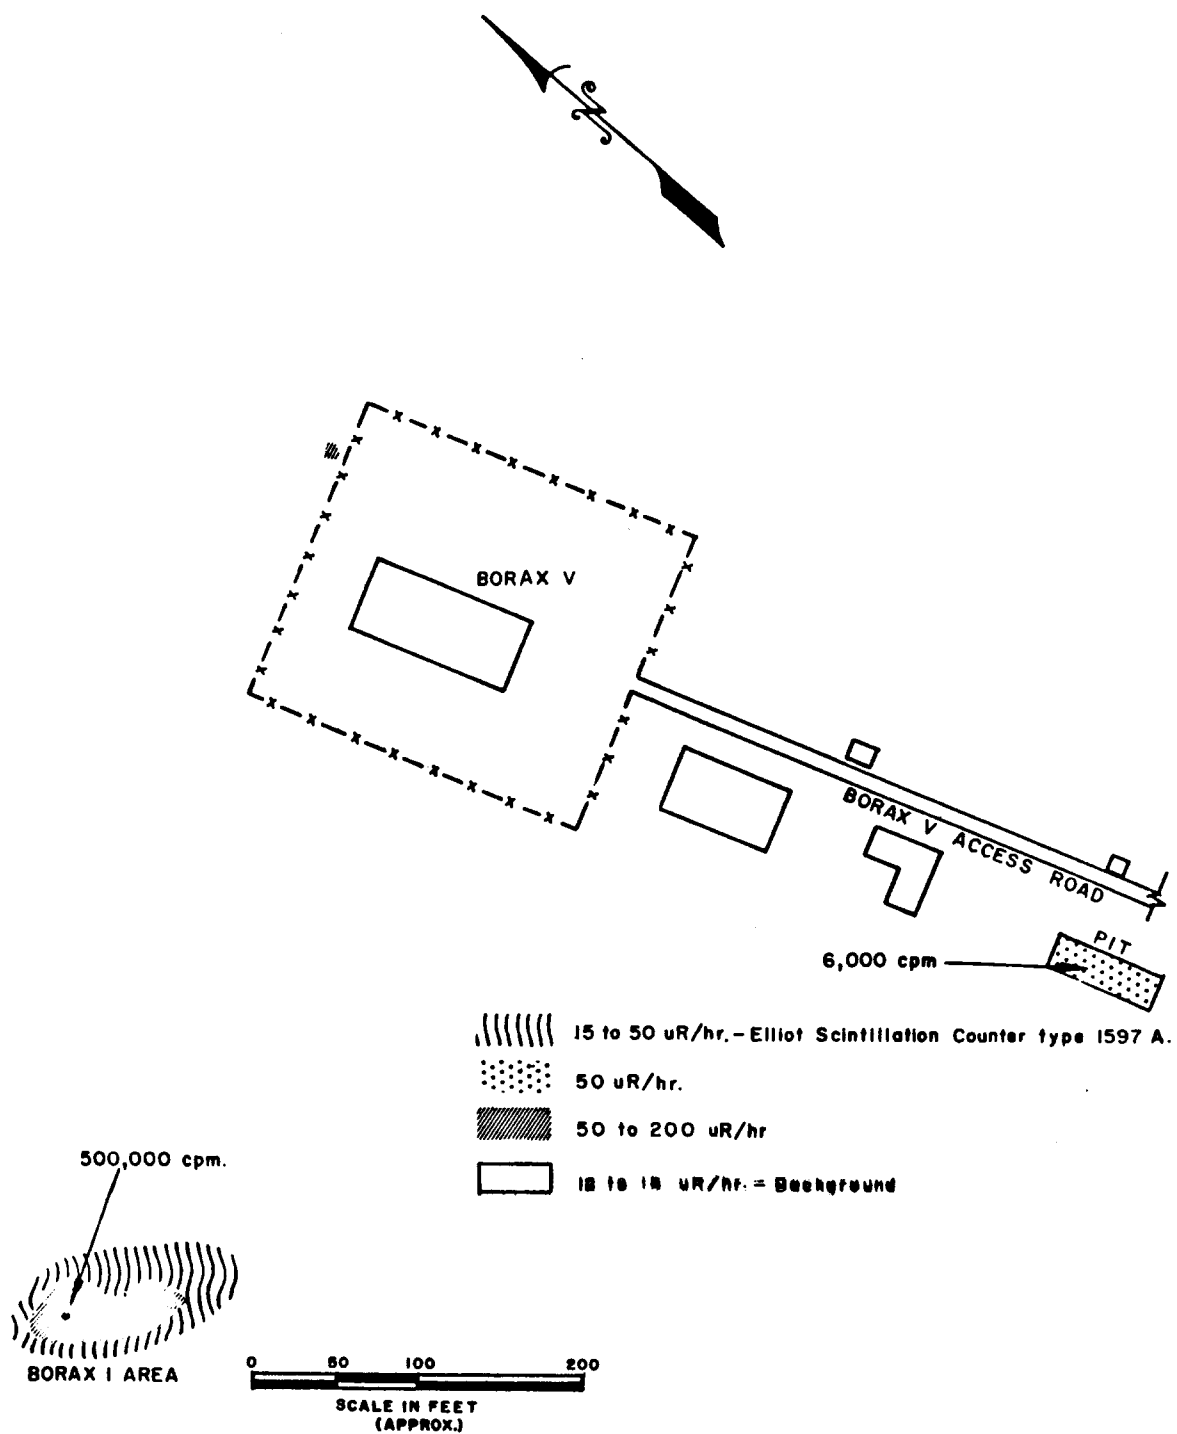 N
BORAX V
BORAX V ACCESS ROAD
PIT
6,000 cpm
15 to 50 uR/hr. - Elliot Scintillation Counter type 1597 A.
50 uR/hr.
50 to 200 uR/hr
to uR/hr. = Background
500,000 cpm.
BORAX I AREA
0 50 100 200
SCALE IN FEET
(APPROX.)